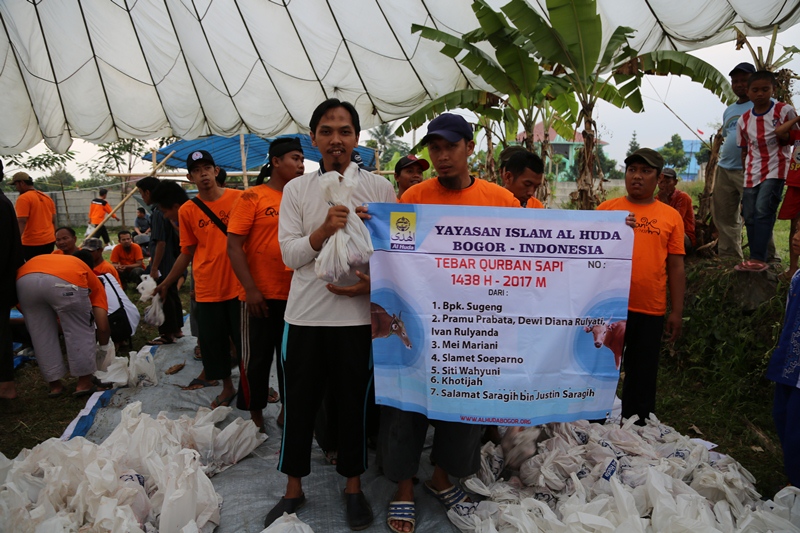 YAYASAN ISLAM AL HUDA
BOGOR - INDONESIA
Al Huda
TEBAR QURBAN SAPI NO :
1438 H - 2017 M
DARI :
1. Bpk. Sugeng
2. Pramu Prabata, Dewi Diana Rulyati,
Ivan Rulyanda
3. Mei Mariani
4. Slamet Soeparno
5. Siti Wahyuni
6. Khotijah
7. Salamat Saragih bin Justin Saragih
WWW.ALHUDABOGOR.ORG